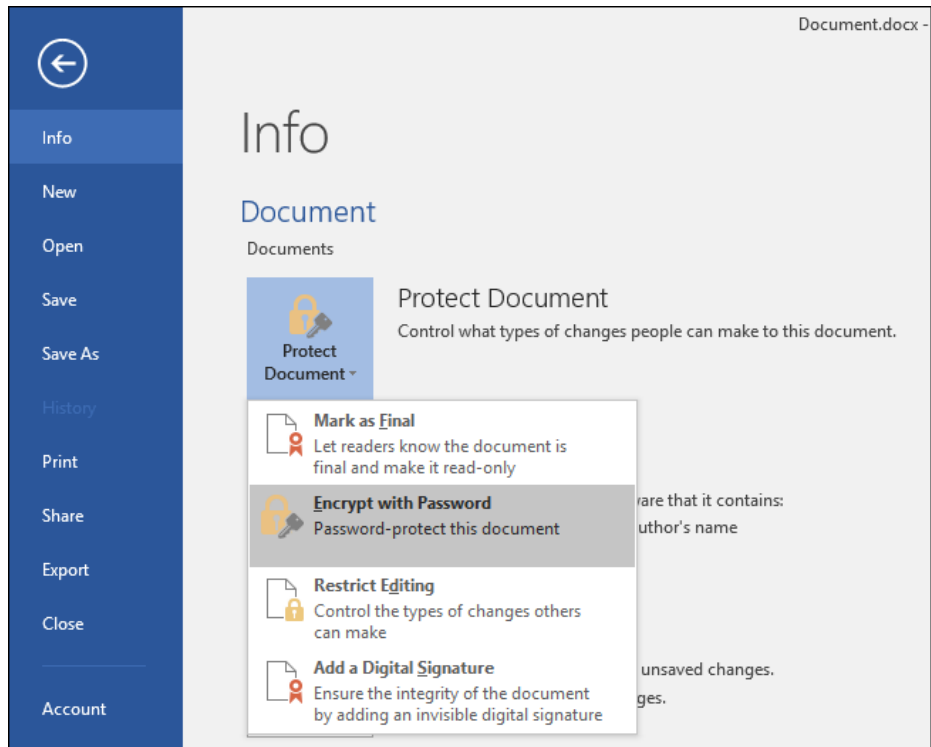 Document.docx -
Info
New
Open
Save
Save As
History
Print
Share
Export
Close
Account
Info
Document
Documents
Protect
Document
Protect Document
Control what types of changes people can make to this document.
Mark as Final
Let readers know the document is
final and make it read-only
Encrypt with Password
Password-protect this document
Restrict Editing
Control the types of changes others
can make
Add a Digital Signature
Ensure the integrity of the document
by adding an invisible digital signature
that it contains:
name
unsaved changes.